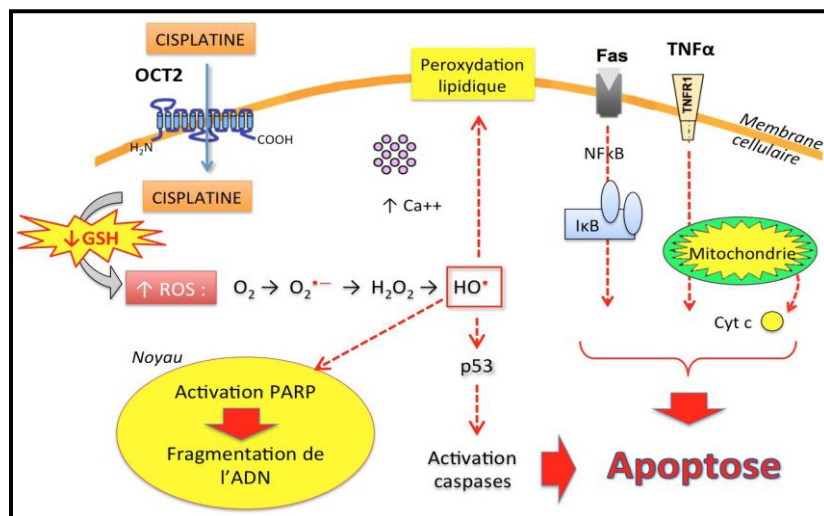 CISPLATINE
OCT2
H₂N
COOH
CISPLATINE
↓ GSH
↑ ROS :
O₂ → O₂•− → H₂O₂ → HO•
Peroxydation
lipidique
↑ Ca++
Fas
TNFα
TNFR1
Membrane
cellulaire
NFκB
IκB
Mitochondrie
Cyt c
Noyau
Activation PARP
Fragmentation de
l'ADN
p53
Activation
caspases
Apoptose